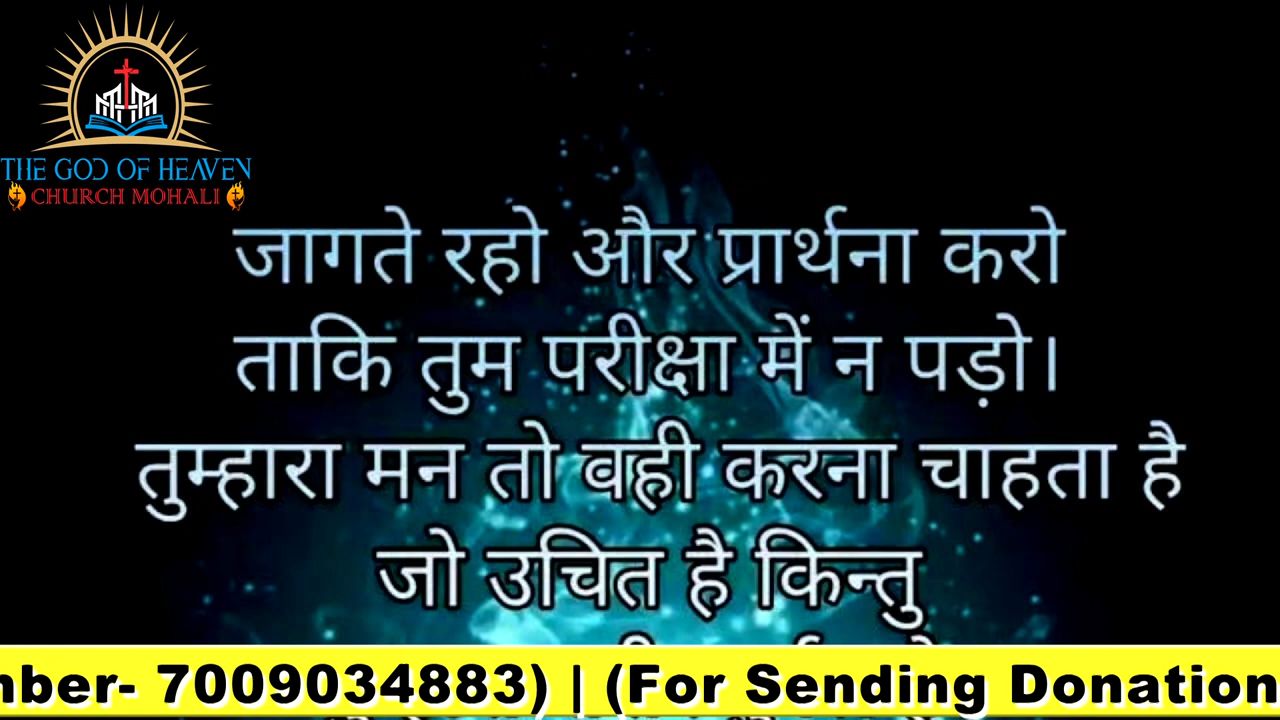 THE GOD OF HEAVEN
CHURCH MOHALI
जागते रहो और प्रार्थना करो
ताकि तुम परीक्षा में न पड़ो।
तुम्हारा मन तो वही करना चाहता है
जो उचित है किन्तु
mber- 7009034883) | (For Sending Donation